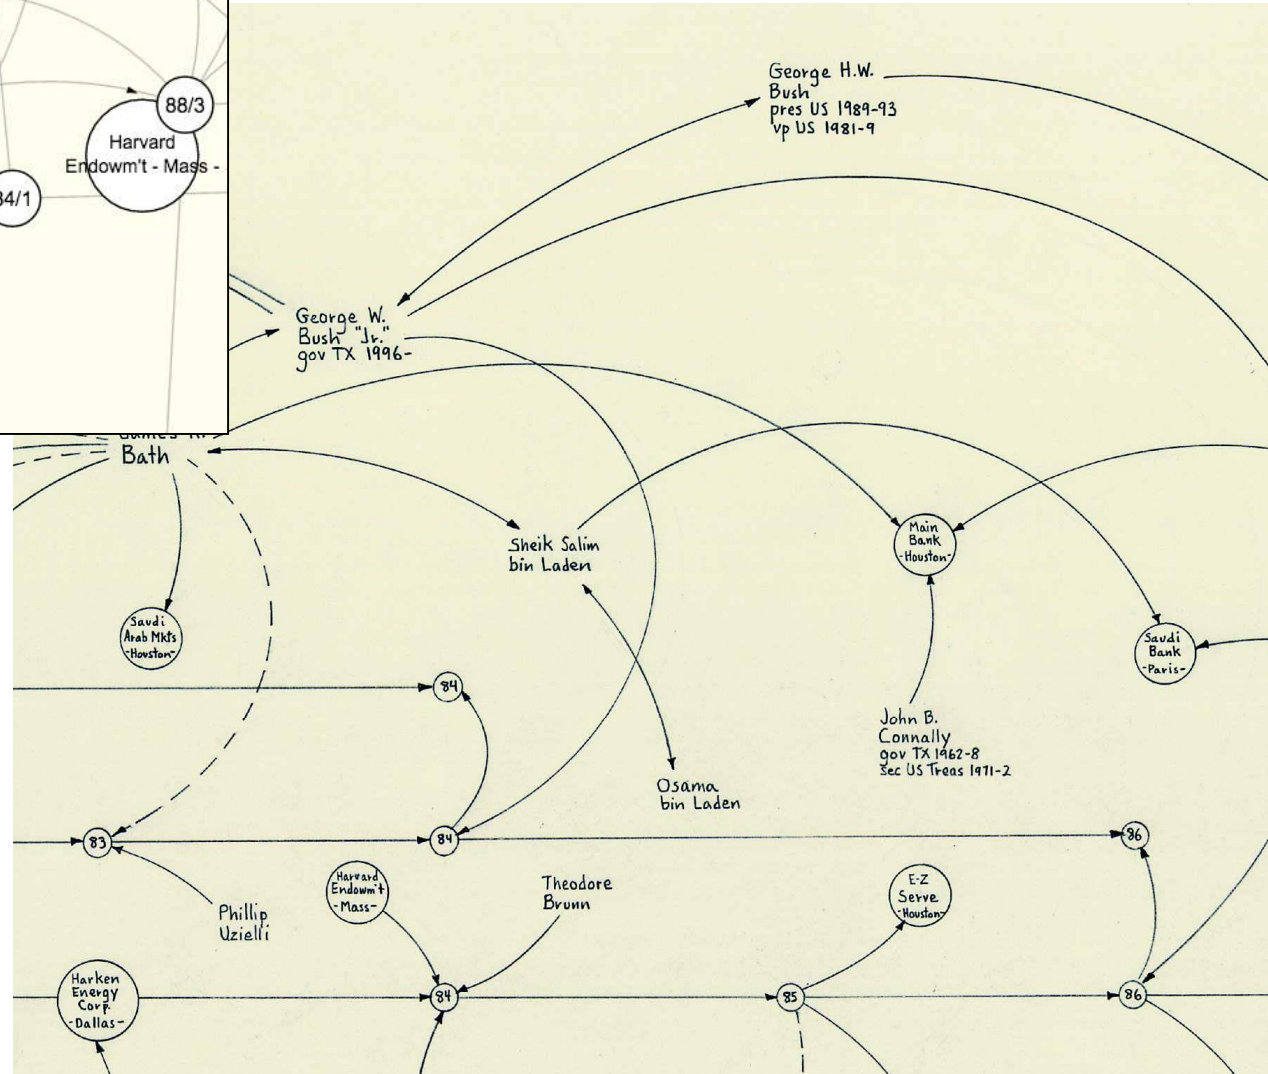 88/3
Harvard
Endowm't - Mass -
34/1
George H.W.
Bush
pres US 1989-93
vp US 1981-9
George W.
Bush "Jr."
gov TX 1996-
Bath
Sheik Salim
bin Laden
Main
Bank
-Houston-
Saudi
Arab Mkts
-Houston-
Saudi
Bank
-Paris-
84
John B.
Connally
gov TX 1962-8
sec US Treas 1971-2
Osama
bin Laden
83
84
86
Harvard
Endowm't
-Mass-
Theodore
Brunn
E-Z
Serve
-Houston-
Phillip
Uzielli
Harken
Energy
Corp.
-Dallas-
84
85
86